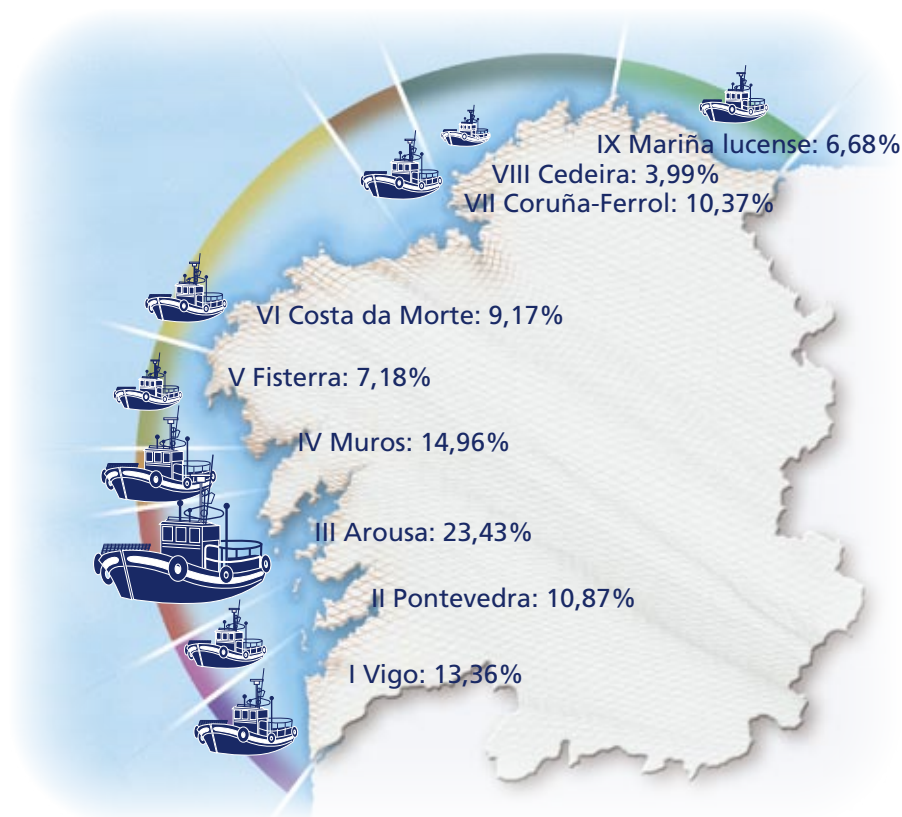 IX Mariña lucense: 6,68%
VIII Cedeira: 3,99%
VII Coruña-Ferrol: 10,37%
VI Costa da Morte: 9,17%
V Fisterra: 7,18%
IV Muros: 14,96%
III Arousa: 23,43%
II Pontevedra: 10,87%
I Vigo: 13,36%